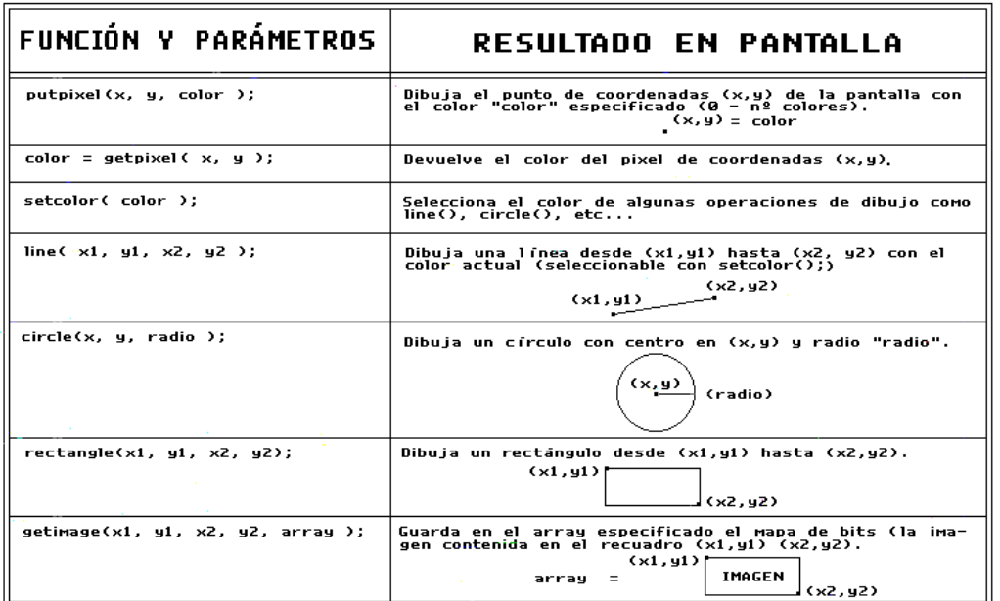 FUNCIÓN Y PARÁMETROS
RESULTADO EN PANTALLA
putpixel(x, y, color );
Dibuja el punto de coordenadas (x,y) de la pantalla con
el color "color" especificado (0 - nº colores).
(x,y) = color
color = getpixel( x, y );
Devuelve el color del pixel de coordenadas (x,y).
setcolor( color );
Selecciona el color de algunas operaciones de dibujo como
line(), circle(), etc...
line( x1, y1, x2, y2 );
Dibuja una línea desde (x1,y1) hasta (x2, y2) con el
color actual (seleccionable con setcolor();)
(x2,y2)
(x1,y1)
circle(x, y, radio );
Dibuja un círculo con centro en (x,y) y radio "radio".
(x,y)
(radio)
rectangle(x1, y1, x2, y2);
Dibuja un rectángulo desde (x1,y1) hasta (x2,y2).
(x1,y1)
(x2,y2)
getimage(x1, y1, x2, y2, array );
Guarda en el array especificado el mapa de bits (la ima-
gen contenida en el recuadro (x1,y1) (x2,y2).
(x1,y1)
array = IMAGEN
(x2,y2)